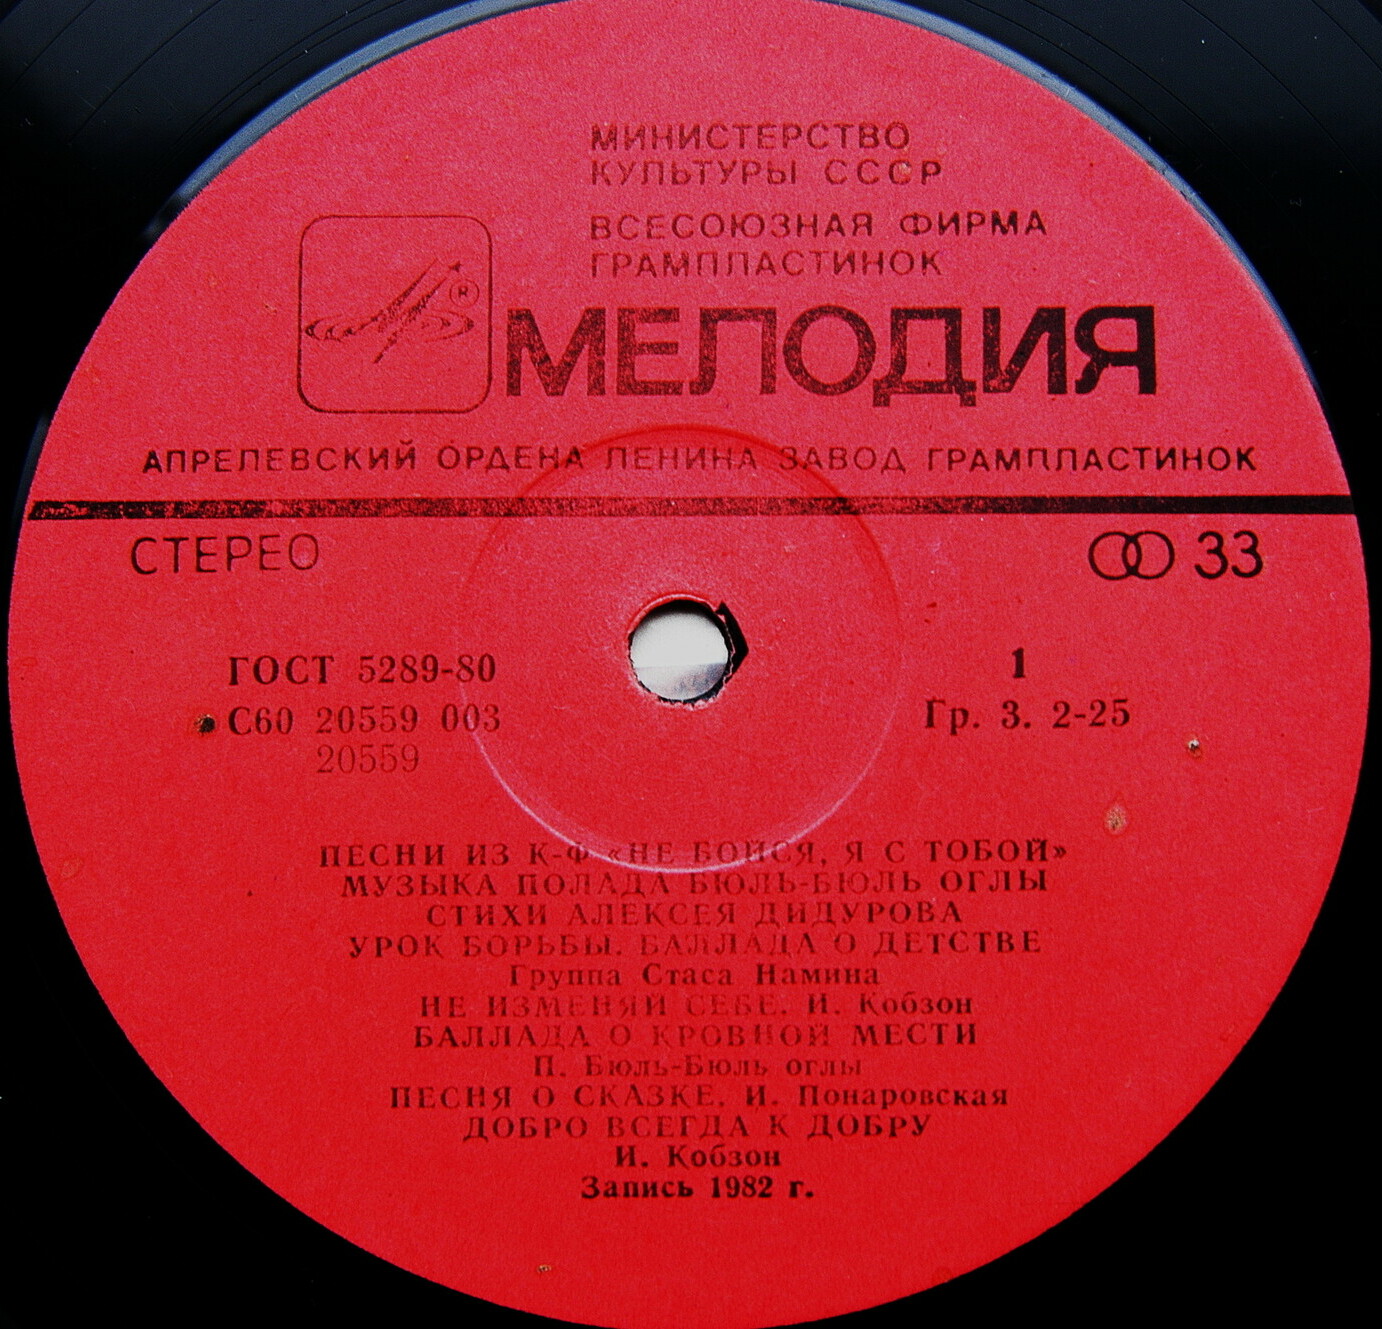 МИНИСТЕРСТВО
КУЛЬТУРЫ СССР
ВСЕСОЮЗНАЯ ФИРМА
ГРАМПЛАСТИНОК
®
МЕЛОДИЯ
АПРЕЛЕВСКИЙ ОРДЕНА ЛЕНИНА ЗАВОД ГРАМПЛАСТИНОК
СТЕРЕО
33
ГОСТ 5289-80
1
С60 20559 003
Гр. 3. 2-25
20559
ПЕСНИ ИЗ К-Ф «НЕ БОЙСЯ, Я С ТОБОЙ»
МУЗЫКА ПОЛАДА БЮЛЬ-БЮЛЬ ОГЛЫ
СТИХИ АЛЕКСЕЯ ДИДУРОВА
УРОК БОРЬБЫ. БАЛЛАДА О ДЕТСТВЕ
Группа Стаса Намина
НЕ ИЗМЕНЯЙ СЕБЕ. И. Кобзон
БАЛЛАДА О КРОВНОЙ МЕСТИ
П. Бюль-Бюль оглы
ПЕСНЯ О СКАЗКЕ. И. Понаровская
ДОБРО ВСЕГДА К ДОБРУ
И. Кобзон
Запись 1982 г.